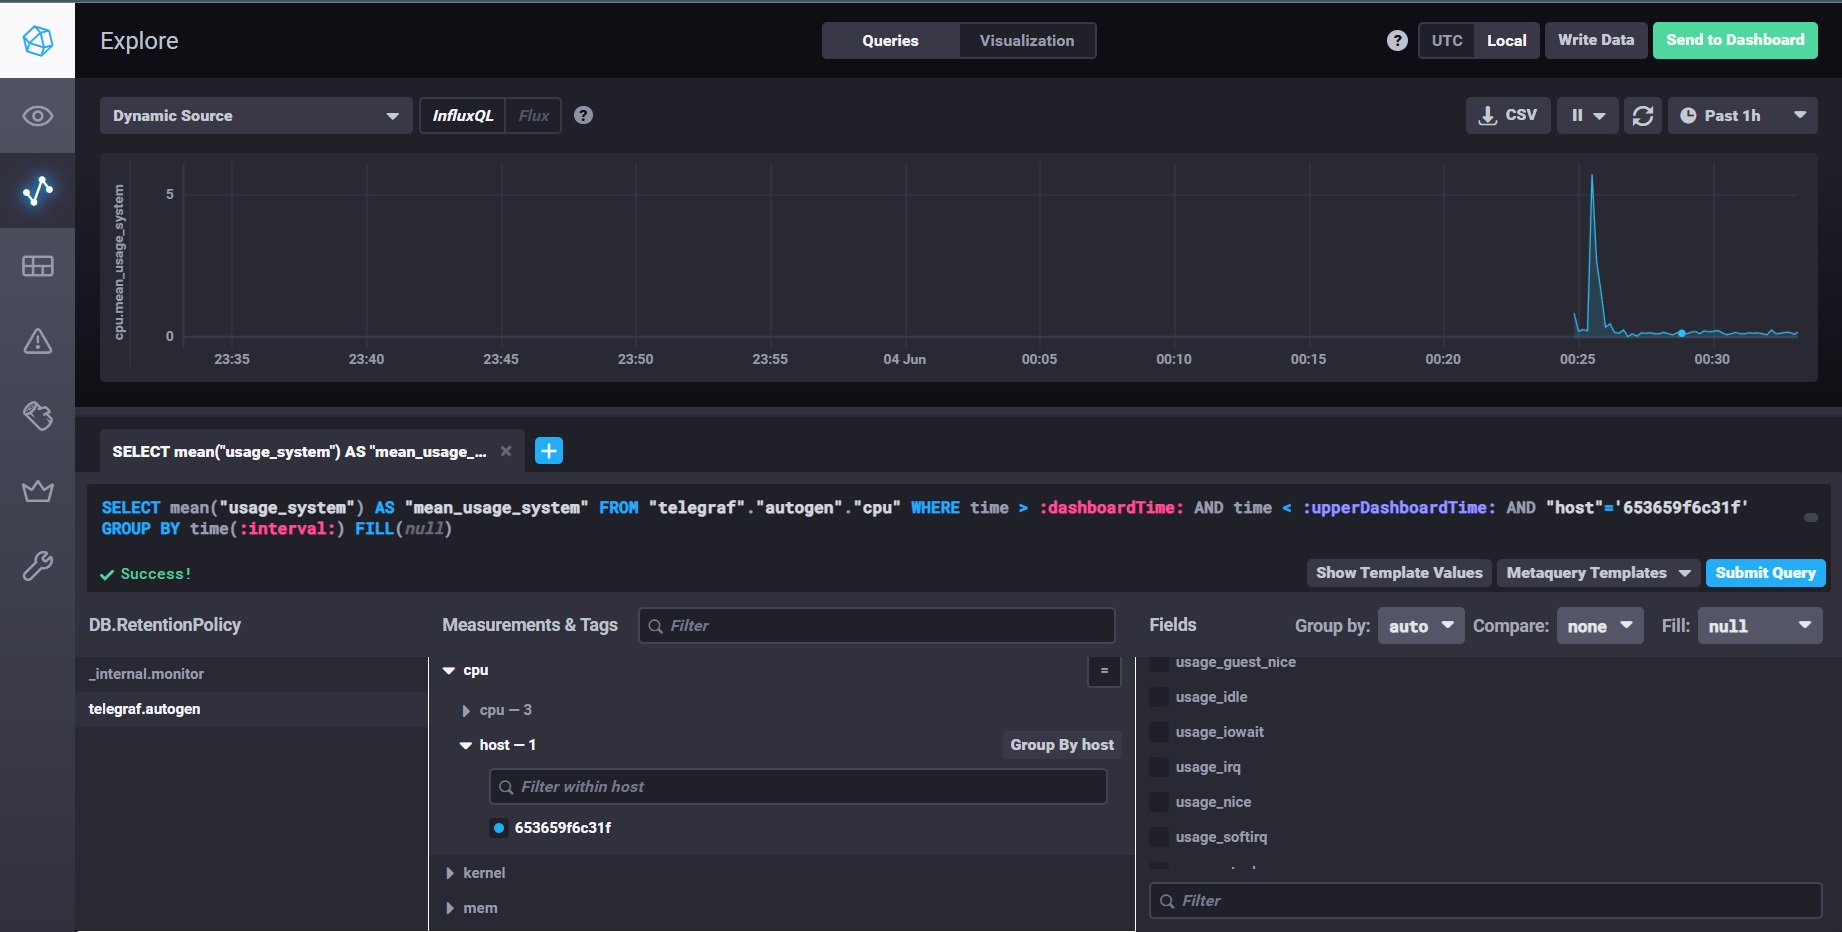 Explore
Queries
Visualization
?
UTC
Local
Write Data
Send to Dashboard
Dynamic Source
InfluxQL
Flux
?
CSV
Past 1h
cpu.mean_usage_system
5
0
23:35
23:40
23:45
23:50
23:55
04 Jun
00:05
00:10
00:15
00:20
00:25
00:30
SELECT mean("usage_system") AS "mean_usage_...
SELECT mean("usage_system") AS "mean_usage_system" FROM "telegraf"."autogen"."cpu" WHERE time > :dashboardTime: AND time < :upperDashboardTime: AND "host"='653659f6c31f'
GROUP BY time(:interval:) FILL(null)
Success!
Show Template Values
Metaquery Templates
Submit Query
DB.RetentionPolicy
Measurements & Tags
Filter
Fields
Group by:
auto
Compare:
none
Fill:
null
_internal.monitor
telegraf.autogen
cpu
=
cpu — 3
host — 1
Group By host
Filter within host
653659f6c31f
kernel
mem
usage_guest_nice
usage_idle
usage_iowait
usage_irq
usage_nice
usage_softirq
Filter